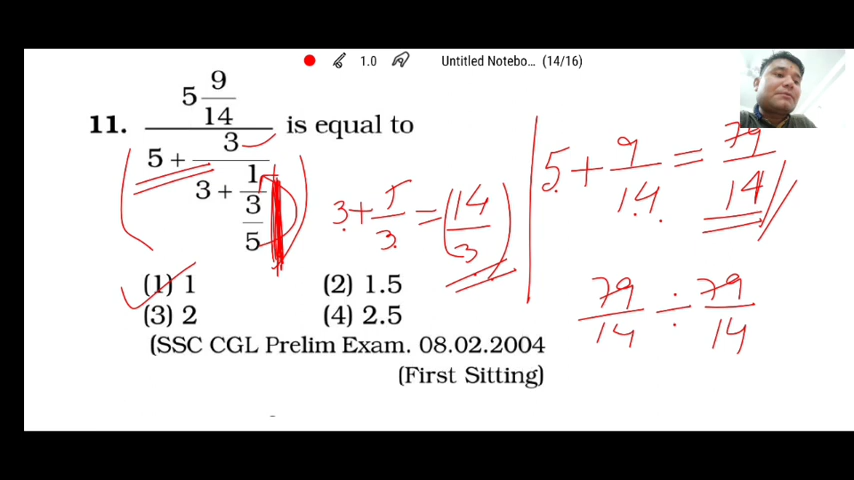 1.0 Untitled Notebo... (14/16)
5 9/14
11. ‾‾‾‾‾‾‾‾ is equal to
5 + 3
3 + 1
3
5
3 + 5/3 = (14/3)
5 + 9/14 = 79/14
79/14 ÷ 79/14
(1) 1 (2) 1.5
(3) 2 (4) 2.5
(SSC CGL Prelim Exam. 08.02.2004
(First Sitting)